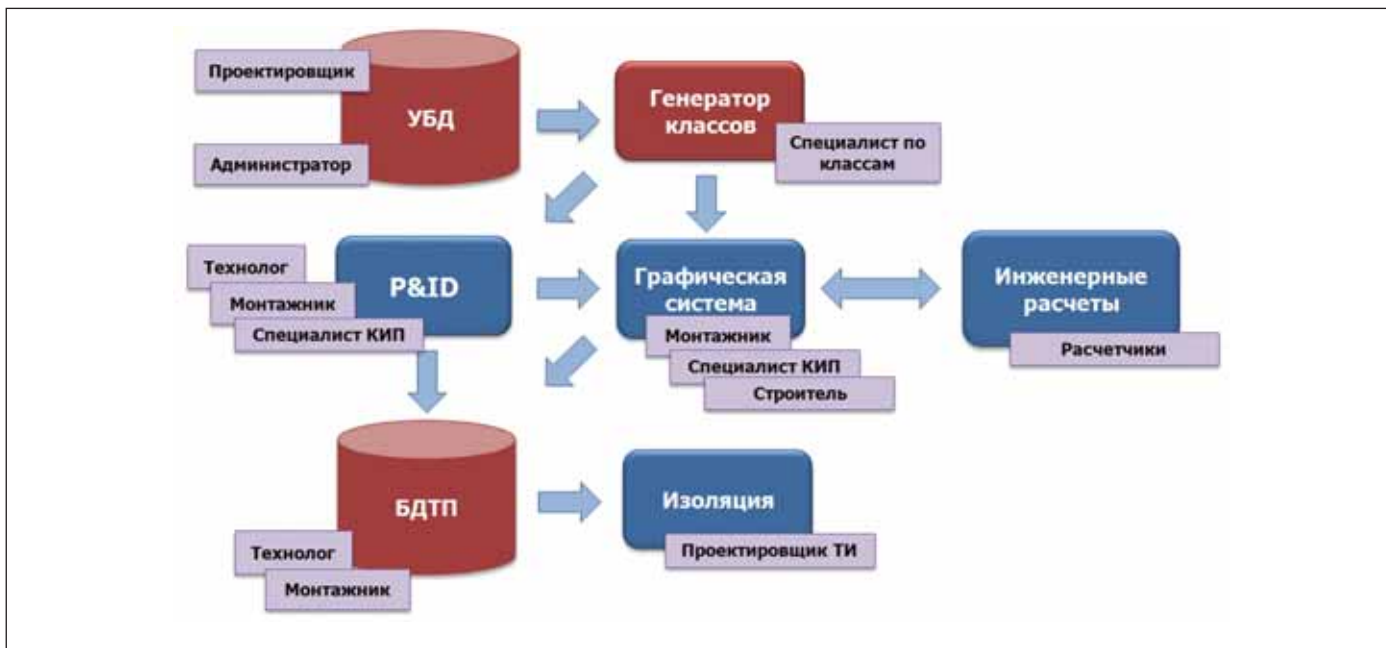 Проектировщик
УБД
Администратор
Генератор
классов
Специалист по
классам
Технолог
Монтажник
Специалист КИП
P&ID
Графическая
система
Монтажник
Специалист КИП
Строитель
Инженерные
расчеты
Расчетчики
БДТП
Технолог
Монтажник
Изоляция
Проектировщик ТИ